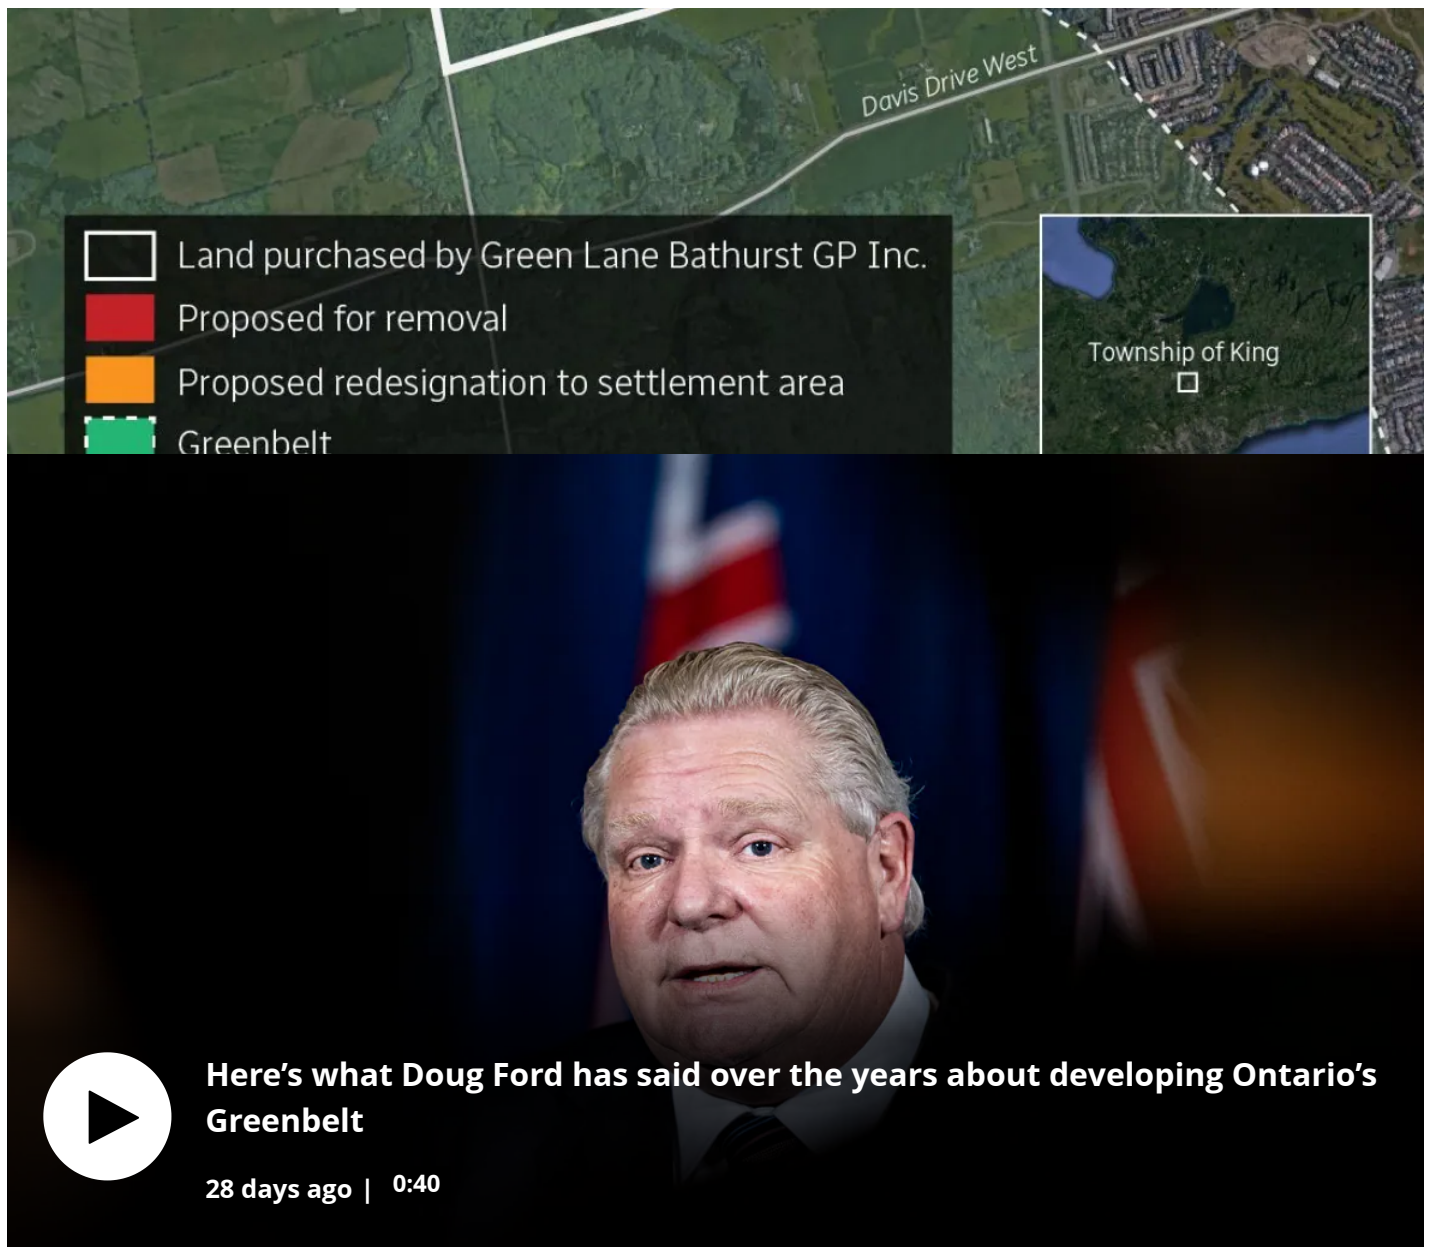 Davis Drive West
Land purchased by Green Lane Bathurst GP Inc.
Proposed for removal
Proposed redesignation to settlement area
Greenbelt
Township of King
Here’s what Doug Ford has said over the years about developing Ontario’s
Greenbelt
28 days ago | 0:40